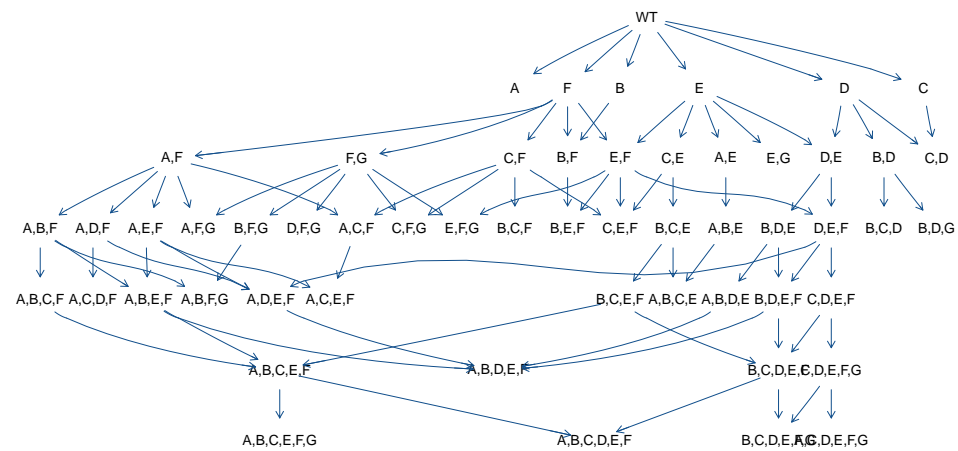 WT
A F B E D C
A,F F,G C,F B,F E,F C,E A,E E,G D,E B,D C,D
A,B,F A,D,F A,E,F A,F,G B,F,G D,F,G A,C,F C,F,G E,F,G B,C,F B,E,F C,E,F B,C,E A,B,E B,D,E D,E,F B,C,D B,D,G
A,B,C,F A,C,D,F A,B,E,F A,B,F,G A,D,E,F A,C,E,F B,C,E,F A,B,C,E A,B,D,E B,D,E,F C,D,E,F
A,B,C,E,F A,B,D,E,F B,C,D,E,F C,D,E,F,G
A,B,C,E,F,G A,B,C,D,E,F B,C,D,E,F,G A,C,D,E,F,G